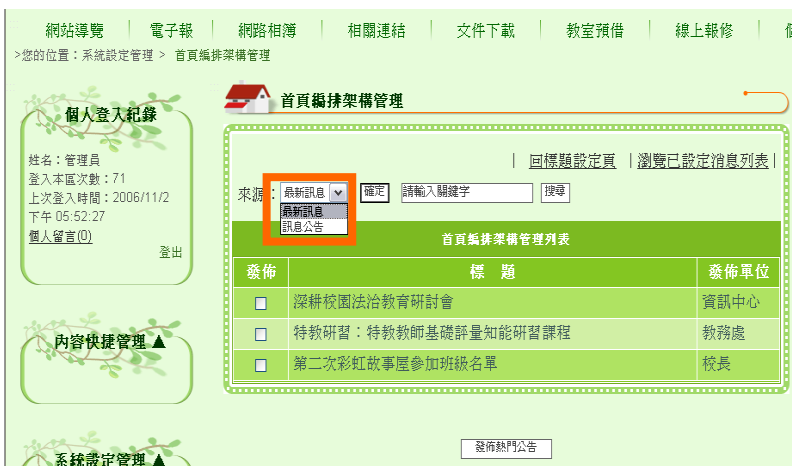 網站導覽 電子報 網路相簿 相關連結 文件下載 教室預借 線上報修
>您的位置：系統設定管理 > 首頁編排架構管理
個人登入紀錄
姓名：管理員
登入本區次數：71
上次登入時間：2006/11/2
下午 05:52:27
個人留言(0)
登出
內容快捷管理▲
系統設定管理▲
首頁編排架構管理
| 回標題設定頁 | 瀏覽已設定消息列表 |
來源： 最新訊息 確定 請輸入關鍵字 搜尋
最新訊息
訊息公告
首頁編排架構管理列表
發佈 標 題 發佈單位
深耕校園法治教育研討會 資訊中心
特教研習：特教教師基礎評量知能研習課程 教務處
第二次彩虹故事屋參加班級名單 校長
發佈熱門公告